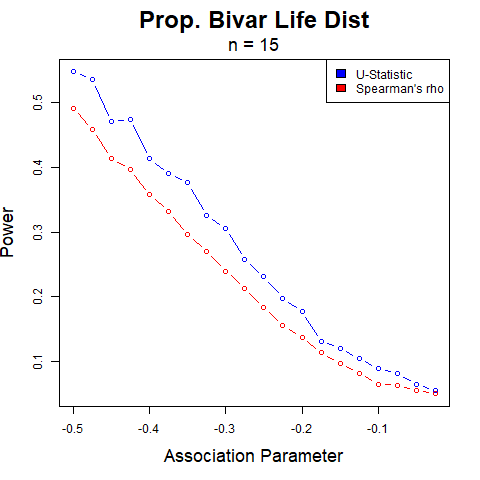 Prop. Bivar Life Dist
n = 15
U-Statistic
Spearman's rho
Power
0.5
0.4
0.3
0.2
0.1
-0.5 -0.4 -0.3 -0.2 -0.1
Association Parameter